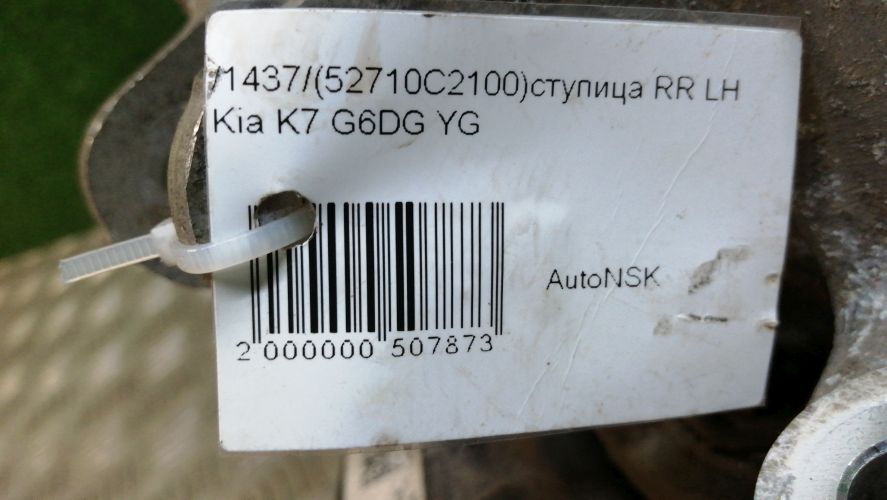 /1437/(52710C2100)ступица RR LH
Kia K7 G6DG YG
AutoNSK
2 000000 507873